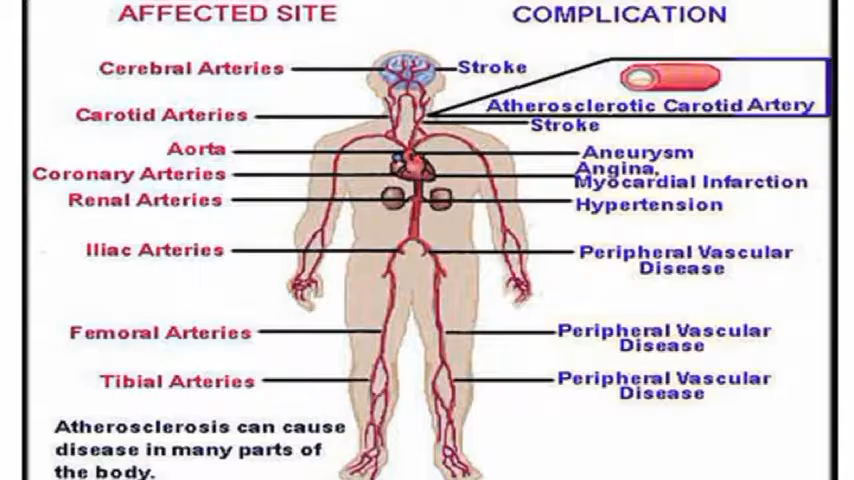 AFFECTED SITE
COMPLICATION
Cerebral Arteries
Stroke
Carotid Arteries
Atherosclerotic Carotid Artery
Stroke
Aorta
Aneurysm
Coronary Arteries
Angina,
Myocardial Infarction
Renal Arteries
Hypertension
Iliac Arteries
Peripheral Vascular
Disease
Femoral Arteries
Peripheral Vascular
Disease
Tibial Arteries
Peripheral Vascular
Disease
Atherosclerosis can cause
disease in many parts of
the body.